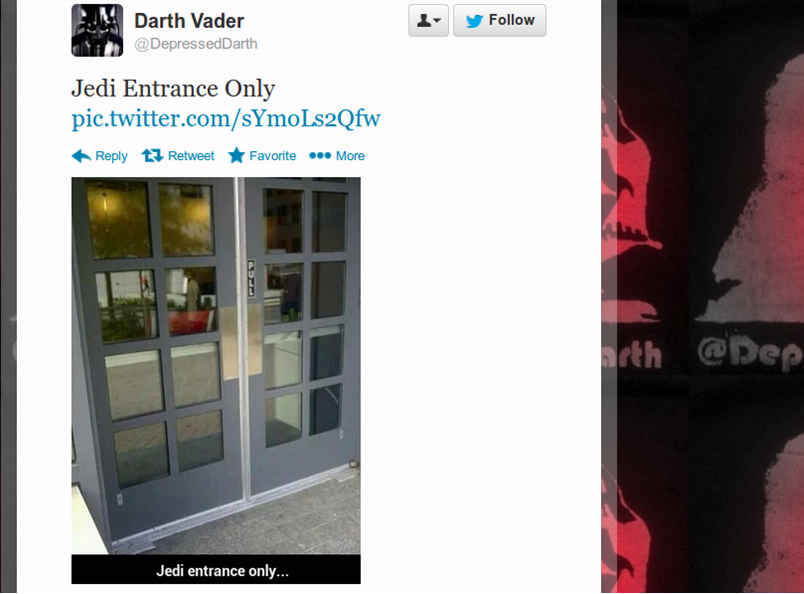 Darth Vader
@DepressedDarth
Follow
Jedi Entrance Only
pic.twitter.com/sYmoLs2Qfw
Reply Retweet Favorite More
PULL
Jedi entrance only...
arth
@Dep